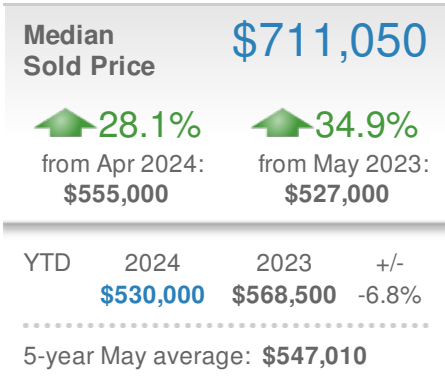 Median
Sold Price
$711,050
28.1% 34.9%
from Apr 2024: from May 2023:
$555,000 $527,000
YTD 2024 2023 +/-
$530,000 $568,500 -6.8%
5-year May average: $547,010